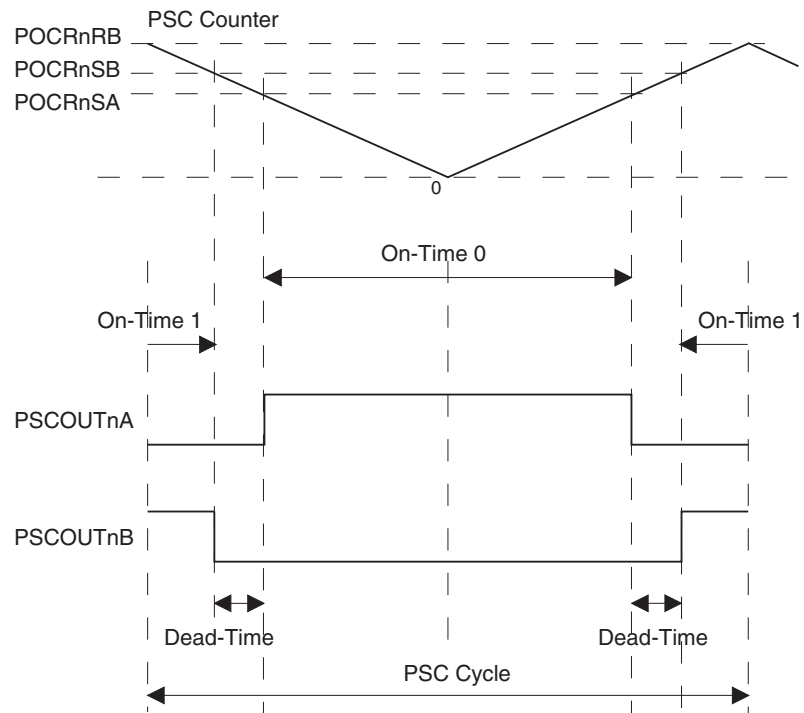 PSC Counter
POCRnRB
POCRnSB
POCRnSA
0
On-Time 0
On-Time 1
On-Time 1
PSCOUTnA
PSCOUTnB
Dead-Time
Dead-Time
PSC Cycle